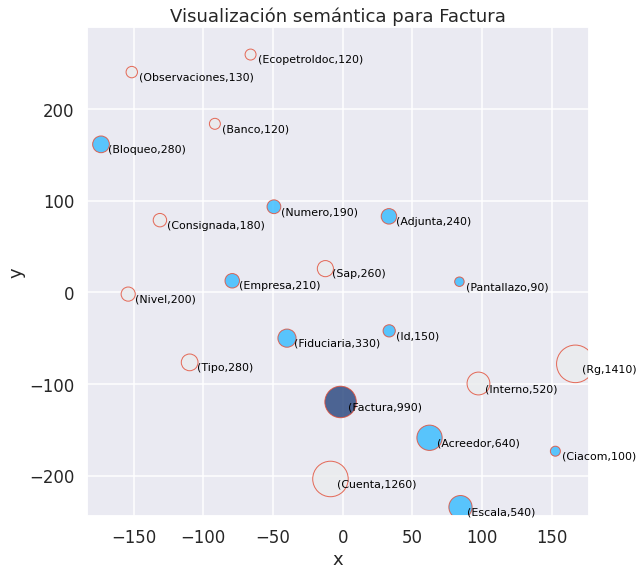 Visualización semántica para Factura
(Ecopetroldoc,120)
(Observaciones,130)
(Banco,120)
(Bloqueo,280)
(Numero,190)
(Adjunta,240)
(Consignada,180)
(Sap,260)
(Pantallazo,90)
(Empresa,210)
(Nivel,200)
(Id,150)
(Fiduciaria,330)
(Tipo,280)
(Rg,1410)
(Interno,520)
(Factura,990)
(Acreedor,640)
(Ciacom,100)
(Cuenta,1260)
(Escala,540)
200
100
0
−100
−200
y
−150
−100
−50
0
50
100
150
x